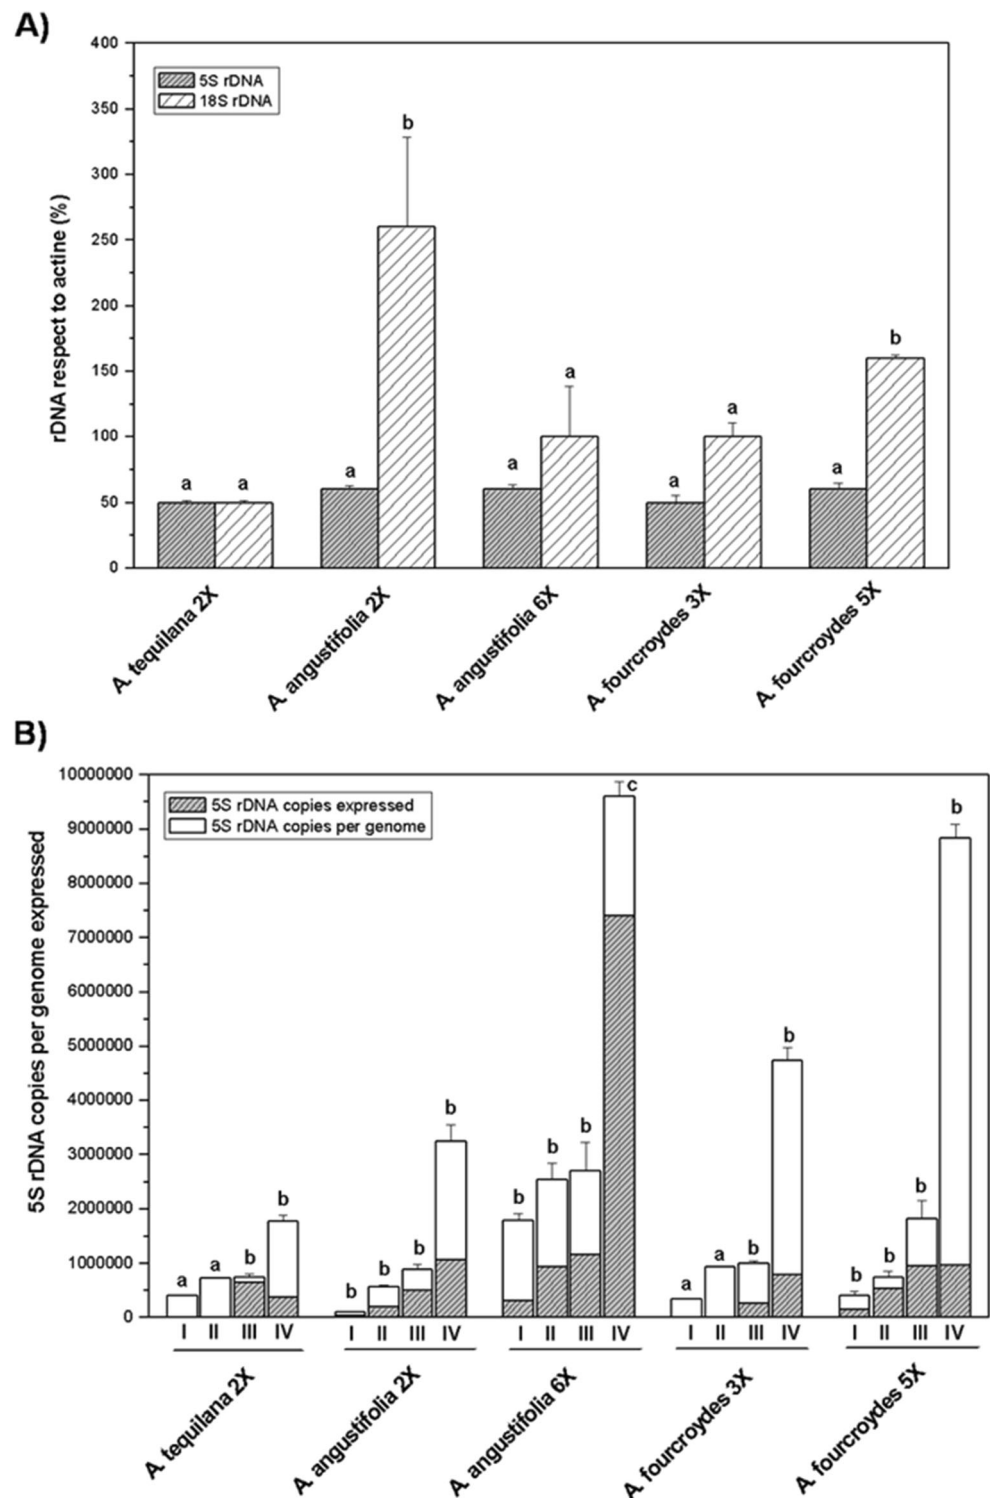 A)
400
350
300
250
200
150
100
50
0
rDNA respect to actine (%)
5S rDNA
18S rDNA
a a a b a a a a a b
A. tequilana 2X
A. angustifolia 2X
A. angustifolia 6X
A. fourcroydes 3X
A. fourcroydes 5X
B)
10000000
9000000
8000000
7000000
6000000
5000000
4000000
3000000
2000000
1000000
0
5S rDNA copies per genome expressed
5S rDNA copies expressed
5S rDNA copies per genome
a a b b b b b b b b b c a a b b b b b b
I II III IV I II III IV I II III IV I II III IV I II III IV
A. tequilana 2X
A. angustifolia 2X
A. angustifolia 6X
A. fourcroydes 3X
A. fourcroydes 5X